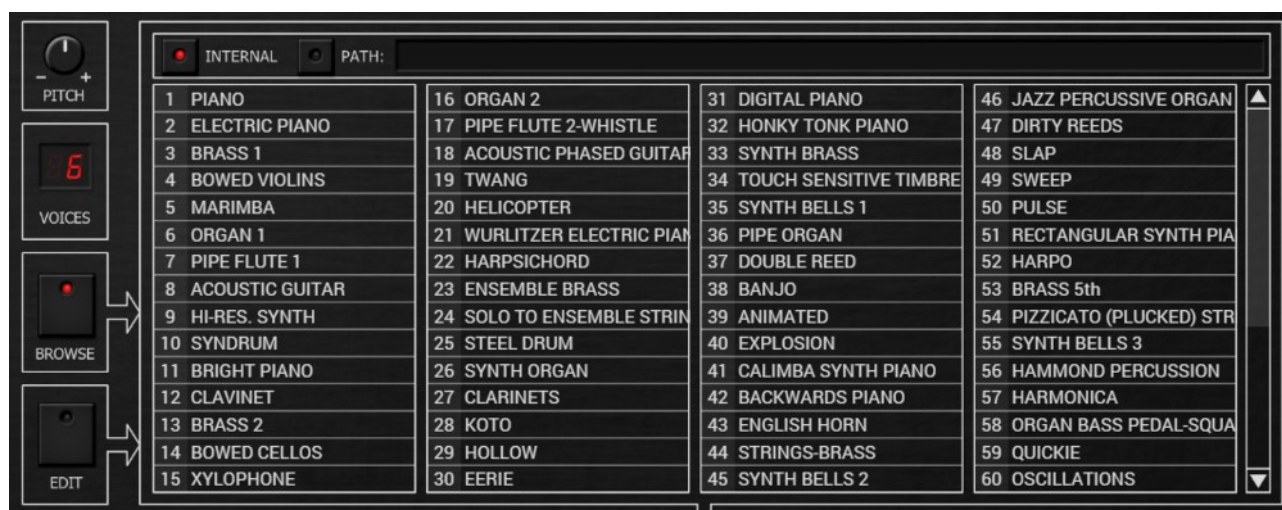 INTERNAL PATH:
- +
PITCH
6
VOICES
BROWSE
EDIT
1 PIANO
2 ELECTRIC PIANO
3 BRASS 1
4 BOWED VIOLINS
5 MARIMBA
6 ORGAN 1
7 PIPE FLUTE 1
8 ACOUSTIC GUITAR
9 HI-RES. SYNTH
10 SYNDRUM
11 BRIGHT PIANO
12 CLAVINET
13 BRASS 2
14 BOWED CELLOS
15 XYLOPHONE
16 ORGAN 2
17 PIPE FLUTE 2-WHISTLE
18 ACOUSTIC PHASED GUITAR
19 TWANG
20 HELICOPTER
21 WURLITZER ELECTRIC PIAN
22 HARPSICHORD
23 ENSEMBLE BRASS
24 SOLO TO ENSEMBLE STRIN
25 STEEL DRUM
26 SYNTH ORGAN
27 CLARINETS
28 KOTO
29 HOLLOW
30 EERIE
31 DIGITAL PIANO
32 HONKY TONK PIANO
33 SYNTH BRASS
34 TOUCH SENSITIVE TIMBRE
35 SYNTH BELLS 1
36 PIPE ORGAN
37 DOUBLE REED
38 BANJO
39 ANIMATED
40 EXPLOSION
41 CALIMBA SYNTH PIANO
42 BACKWARDS PIANO
43 ENGLISH HORN
44 STRINGS-BRASS
45 SYNTH BELLS 2
46 JAZZ PERCUSSIVE ORGAN
47 DIRTY REEDS
48 SLAP
49 SWEEP
50 PULSE
51 RECTANGULAR SYNTH PIA
52 HARPO
53 BRASS 5th
54 PIZZICATO (PLUCKED) STR
55 SYNTH BELLS 3
56 HAMMOND PERCUSSION
57 HARMONICA
58 ORGAN BASS PEDAL-SQUA
59 QUICKIE
60 OSCILLATIONS